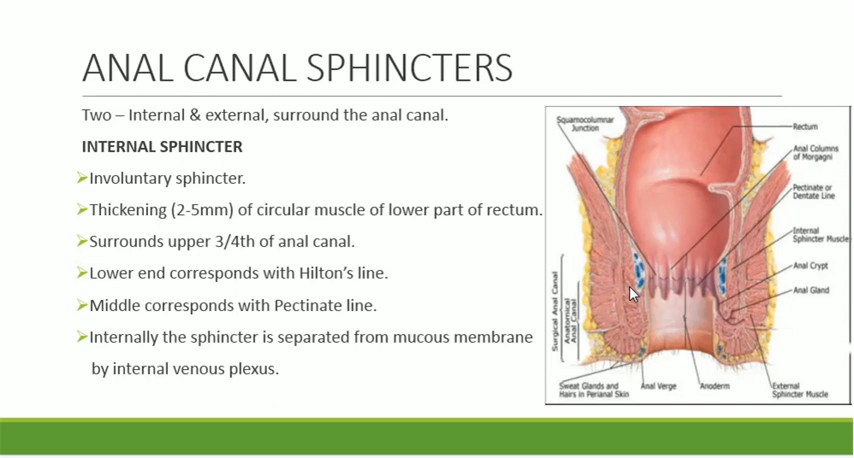 ANAL CANAL SPHINCTERS
Two – Internal & external, surround the anal canal.
INTERNAL SPHINCTER
➢Involuntary sphincter.
➢Thickening (2-5mm) of circular muscle of lower part of rectum.
➢Surrounds upper 3/4th of anal canal.
➢Lower end corresponds with Hilton’s line.
➢Middle corresponds with Pectinate line.
➢Internally the sphincter is separated from mucous membrane
by internal venous plexus.
Squamocolumnar
Junction
Rectum
Anal Columns
of Morgagni
Pectinate or
Dentate Line
Internal
Sphincter Muscle
Anal Crypt
Anal Gland
Surgical Anal Canal
Anatomical
Anal Canal
Sweat Glands and
Hairs in Perianal Skin
Anal Verge
Anoderm
External
Sphincter Muscle